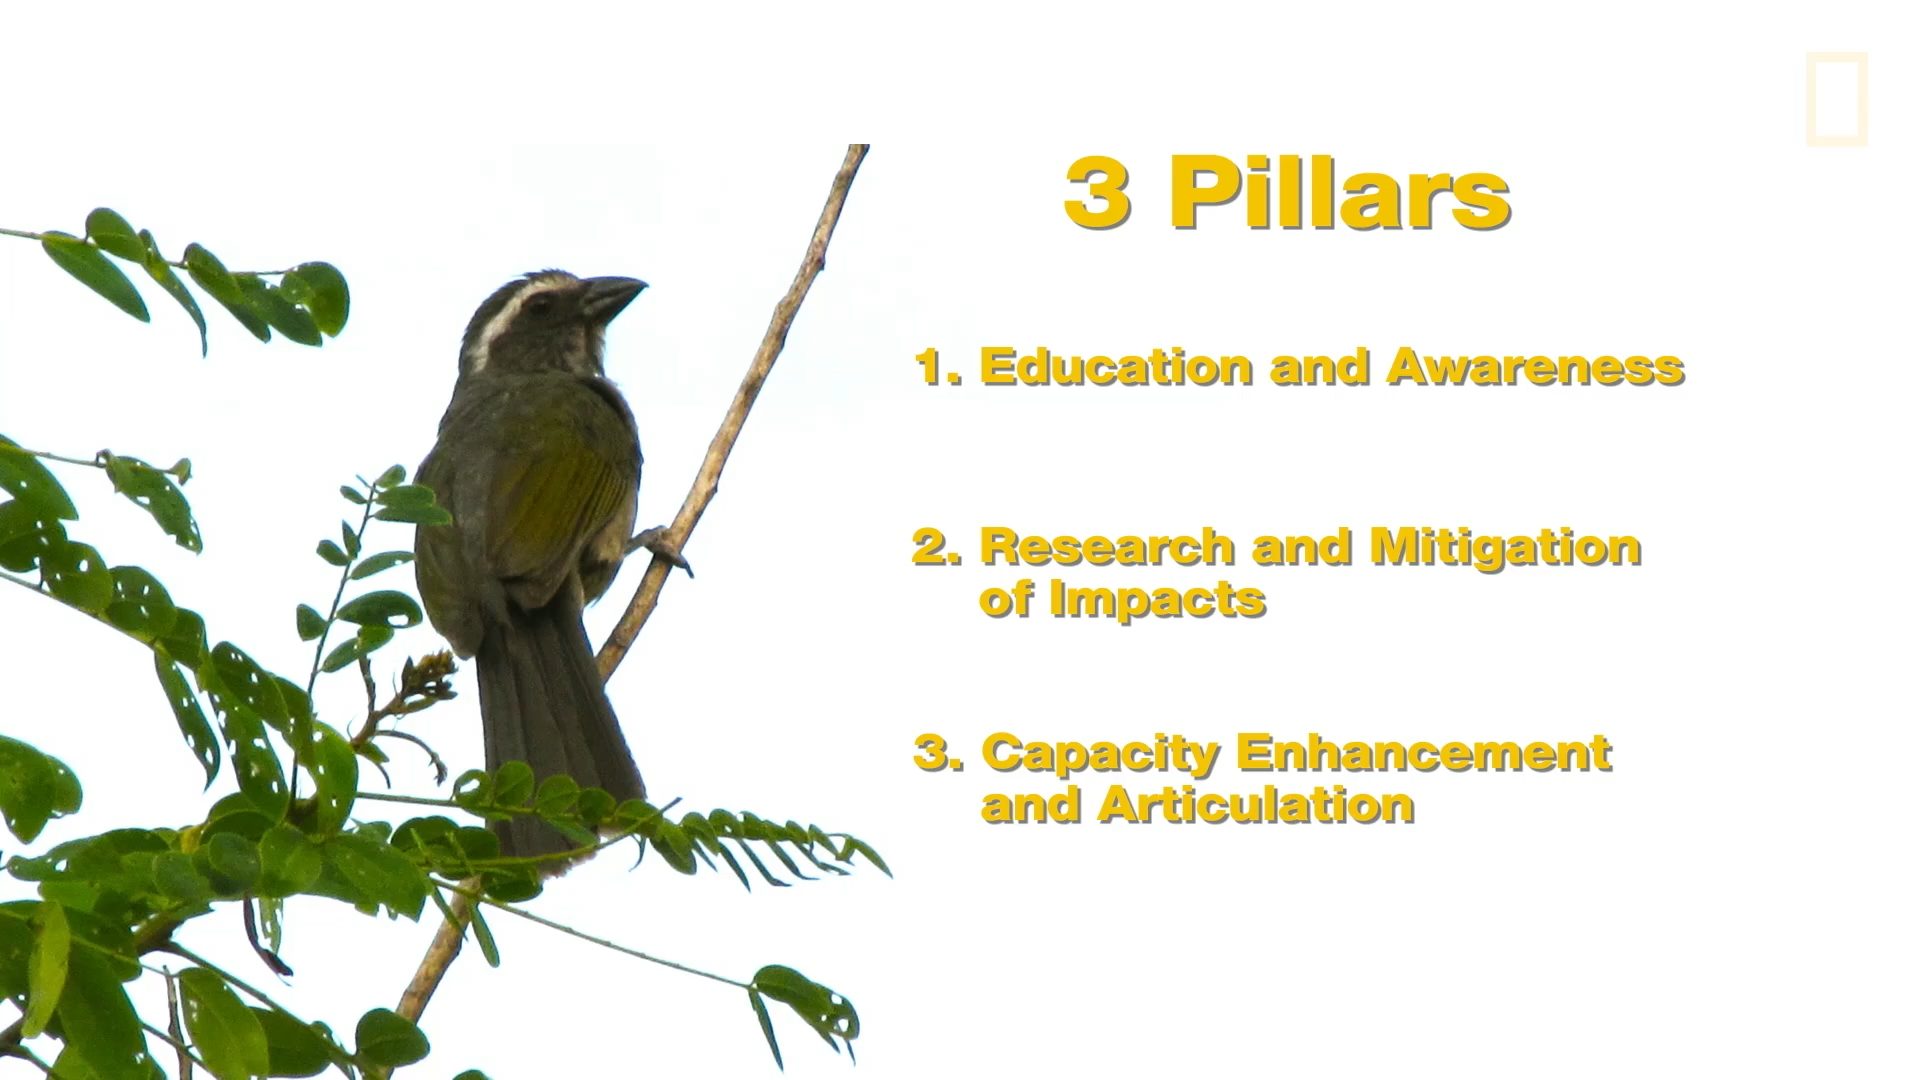 3 Pillars
1. Education and Awareness
2. Research and Mitigation
of Impacts
3. Capacity Enhancement
and Articulation